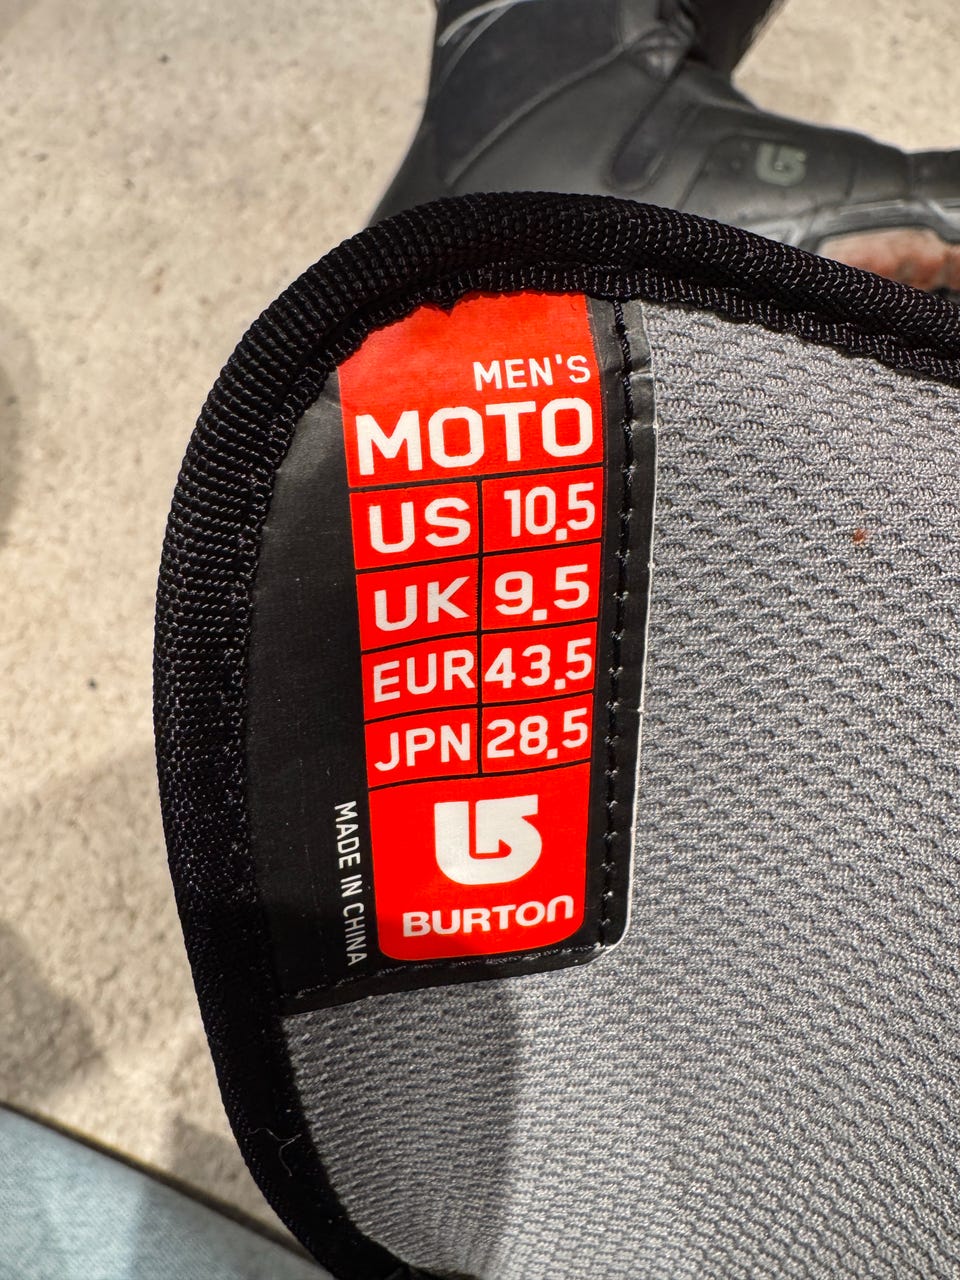 MEN'S
MOTO
US 10.5
UK 9.5
EUR 43.5
JPN 28.5
BURTON
MADE IN CHINA